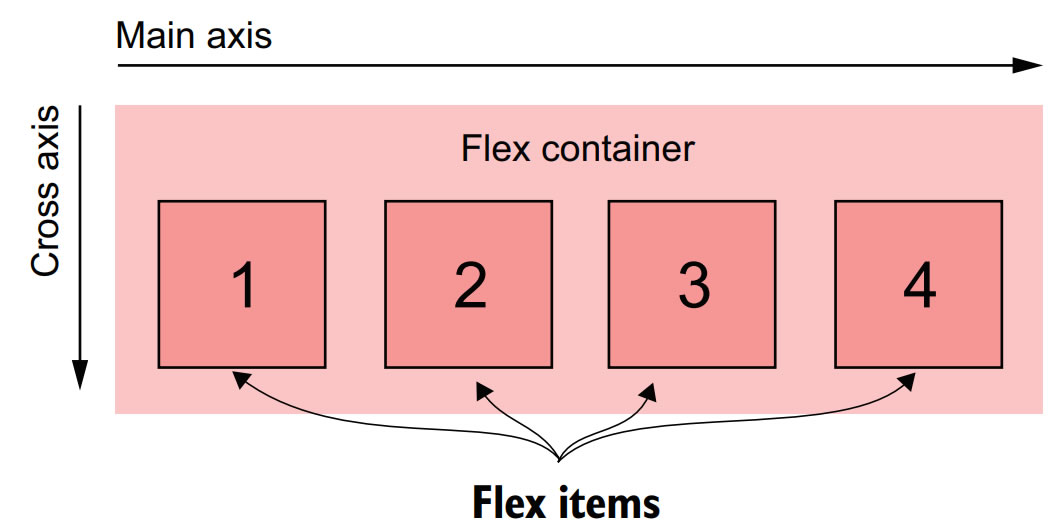 Main axis
Cross axis
Flex container
1
2
3
4
Flex items